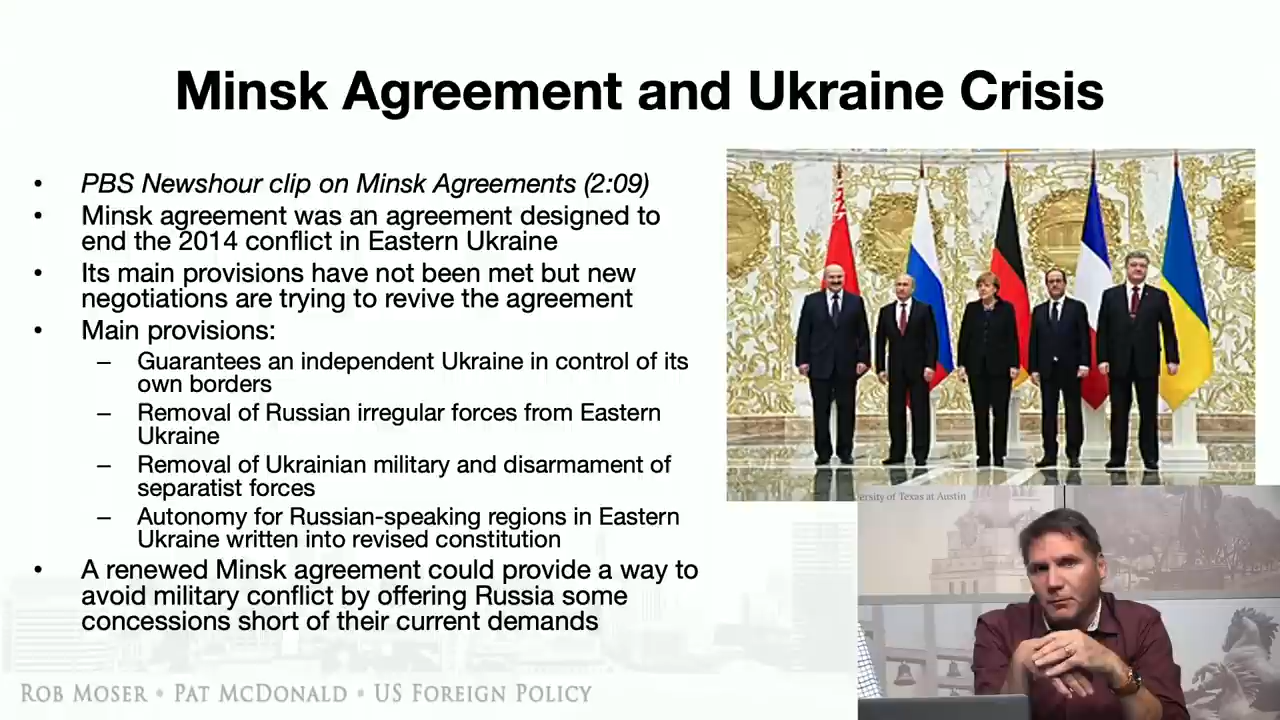 Minsk Agreement and Ukraine Crisis
• PBS Newshour clip on Minsk Agreements (2:09)
• Minsk agreement was an agreement designed to
end the 2014 conflict in Eastern Ukraine
• Its main provisions have not been met but new
negotiations are trying to revive the agreement
• Main provisions:
– Guarantees an independent Ukraine in control of its
own borders
– Removal of Russian irregular forces from Eastern
Ukraine
– Removal of Ukrainian military and disarmament of
separatist forces
– Autonomy for Russian-speaking regions in Eastern
Ukraine written into revised constitution
• A renewed Minsk agreement could provide a way to
avoid military conflict by offering Russia some
concessions short of their current demands
of Texas at Austin
ROB MOSER • PAT MCDONALD • US FOREIGN POLICY